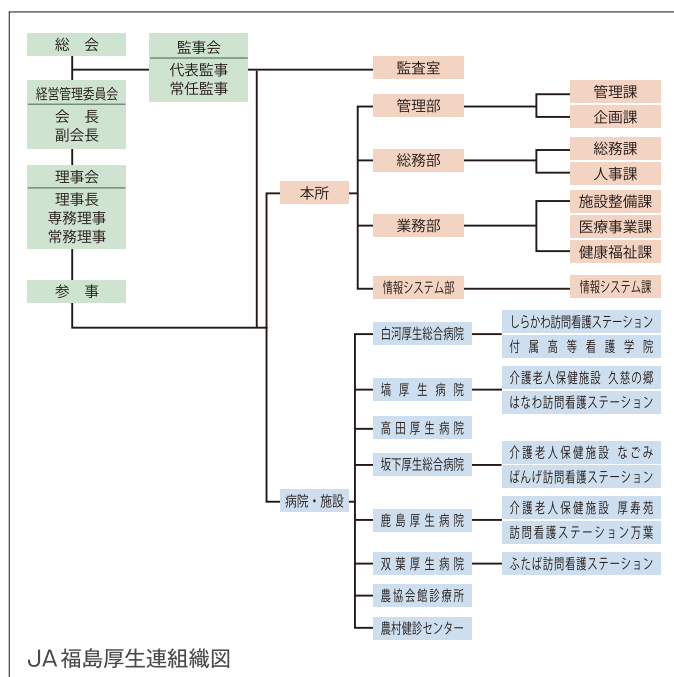 総会
経営管理委員会
会長
副会長
理事会
理事長
専務理事
常務理事
参事
監事会
代表監事
常任監事
監査室
本所
管理部
管理課
企画課
総務部
総務課
人事課
業務部
施設整備課
医療事業課
健康福祉課
情報システム部
情報システム課
病院・施設
白河厚生総合病院
しらかわ訪問看護ステーション
付属高等看護学院
塙厚生病院
介護老人保健施設 久慈の郷
はなわ訪問看護ステーション
高田厚生病院
坂下厚生総合病院
介護老人保健施設 なごみ
ばんげ訪問看護ステーション
鹿島厚生病院
介護老人保健施設 厚寿苑
訪問看護ステーション万葉
双葉厚生病院
ふたば訪問看護ステーション
農協会館診療所
農村健診センター
JA福島厚生連組織図